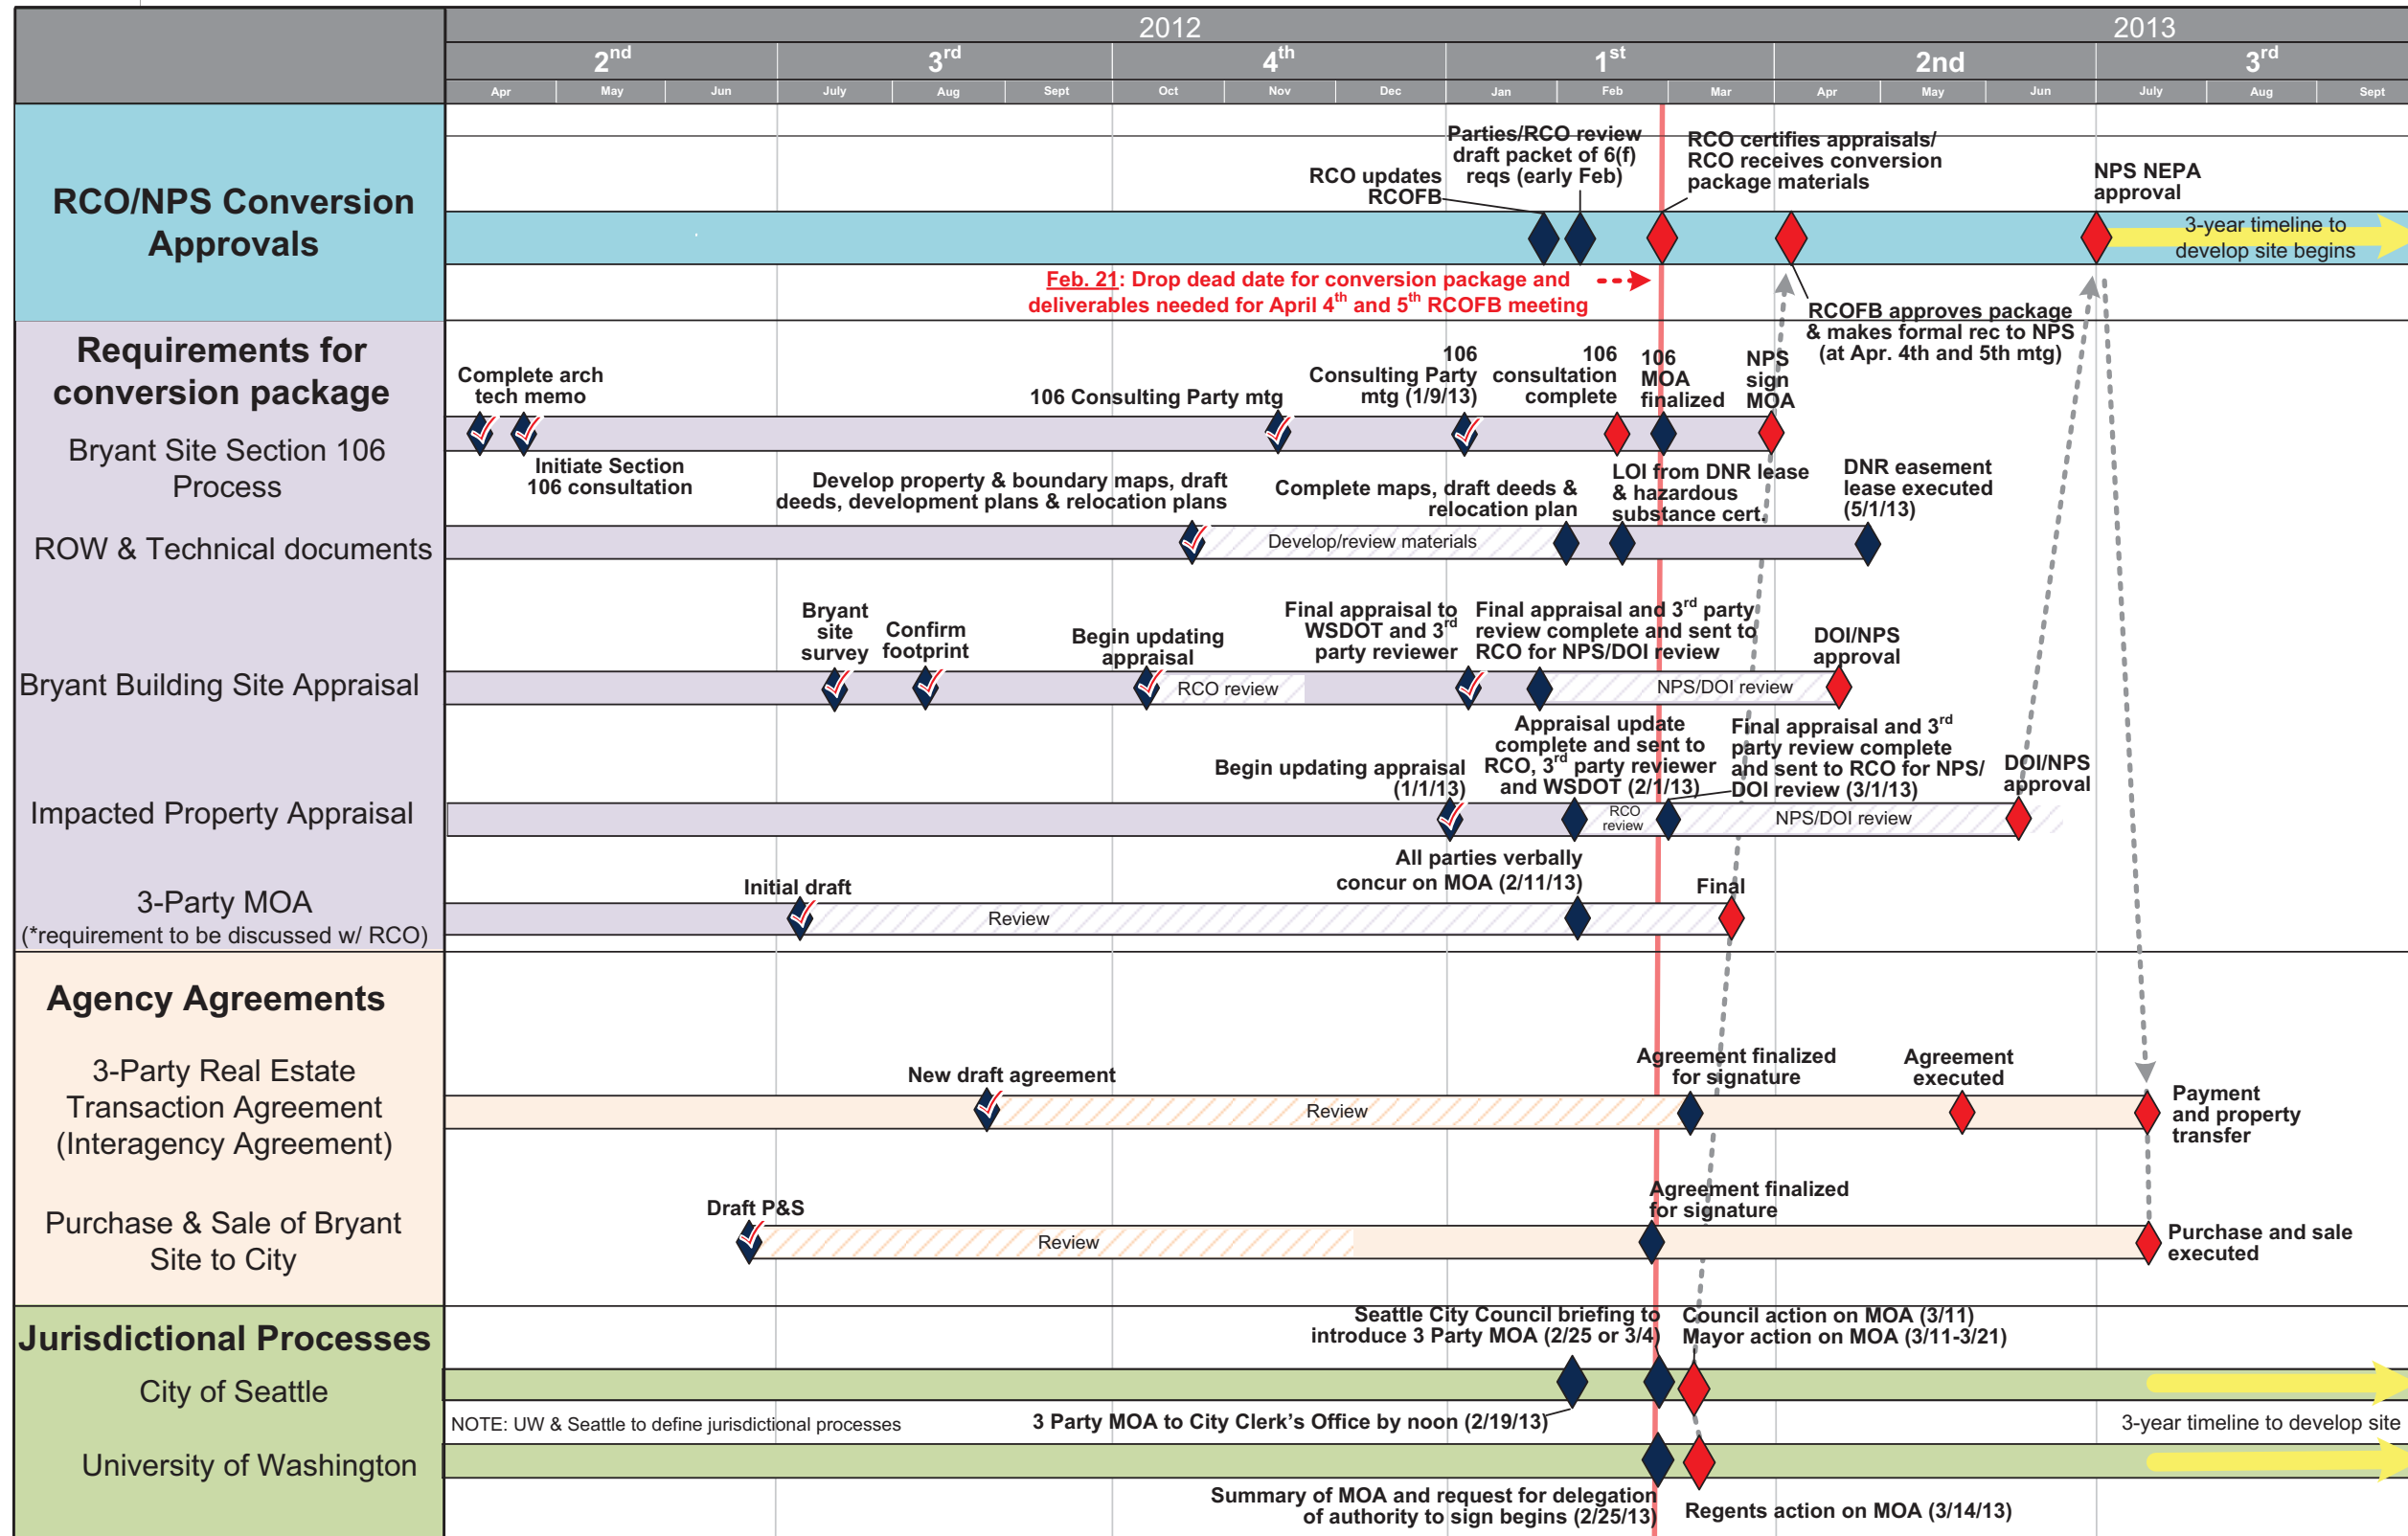 2012
2013
2nd
3rd
4th
1st
2nd
3rd
Apr
May
Jun
July
Aug
Sept
Oct
Nov
Dec
Jan
Feb
Mar
Apr
May
Jun
July
Aug
Sept
RCO/NPS Conversion
Approvals
RCO updates
RCOFB
Parties/RCO review
draft packet of 6(f)
reqs (early Feb)
RCO certifies appraisals/
RCO receives conversion
package materials
NPS NEPA
approval
3-year timeline to
develop site begins
Feb. 21: Drop dead date for conversion package and
deliverables needed for April 4th and 5th RCOFB meeting
RCOFB approves package
& makes formal rec to NPS
(at Apr. 4th and 5th mtg)
Requirements for
conversion package
Bryant Site Section 106
Process
Complete arch
tech memo
Initiate Section
106 consultation
106 Consulting Party mtg
106
Consulting Party
mtg (1/9/13)
106
consultation
complete
106
MOA
finalized
NPS
sign
MOA
ROW & Technical documents
Develop property & boundary maps, draft
deeds, development plans & relocation plans
Develop/review materials
Complete maps, draft deeds &
relocation plan
LOI from DNR lease
& hazardous
substance cert.
DNR easement
lease executed
(5/1/13)
Bryant Building Site Appraisal
Bryant
site
survey
Confirm
footprint
Begin updating
appraisal
RCO review
Final appraisal to
WSDOT and 3rd
party reviewer
Final appraisal and 3rd party
review complete and sent to
RCO for NPS/DOI review
NPS/DOI review
DOI/NPS
approval
Impacted Property Appraisal
Begin updating appraisal
(1/1/13)
Appraisal update
complete and sent to
RCO, 3rd party reviewer
and WSDOT (2/1/13)
RCO
review
Final appraisal and 3rd
party review complete
and sent to RCO for NPS/
DOI review (3/1/13)
NPS/DOI review
DOI/NPS
approval
3-Party MOA
(*requirement to be discussed w/ RCO)
Initial draft
Review
All parties verbally
concur on MOA (2/11/13)
Final
Agency Agreements
3-Party Real Estate
Transaction Agreement
(Interagency Agreement)
New draft agreement
Review
Agreement finalized
for signature
Agreement
executed
Payment
and property
transfer
Purchase & Sale of Bryant
Site to City
Draft P&S
Review
Agreement finalized
for signature
Purchase and sale
executed
Jurisdictional Processes
City of Seattle
Seattle City Council briefing to
introduce 3 Party MOA (2/25 or 3/4)
Council action on MOA (3/11)
Mayor action on MOA (3/11-3/21)
NOTE: UW & Seattle to define jurisdictional processes
3 Party MOA to City Clerk's Office by noon (2/19/13)
3-year timeline to develop site
University of Washington
Summary of MOA and request for delegation
of authority to sign begins (2/25/13)
Regents action on MOA (3/14/13)